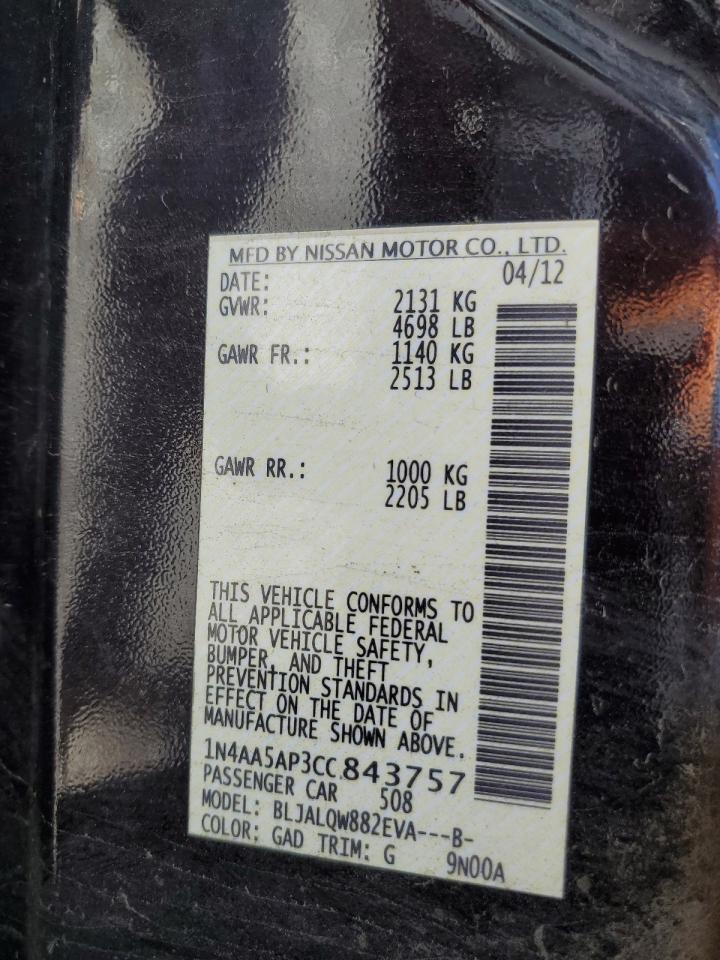 MFD BY NISSAN MOTOR CO., LTD.
DATE: 04/12
GVWR: 2131 KG
4698 LB
GAWR FR.: 1140 KG
2513 LB
GAWR RR.: 1000 KG
2205 LB
THIS VEHICLE CONFORMS TO
ALL APPLICABLE FEDERAL
MOTOR VEHICLE SAFETY,
BUMPER, AND THEFT
PREVENTION STANDARDS IN
EFFECT ON THE DATE OF
MANUFACTURE SHOWN ABOVE.
1N4AA5AP3CC843757
PASSENGER CAR 508
MODEL: BLJALQW882EVA---B-
COLOR: GAD TRIM: G 9N00A